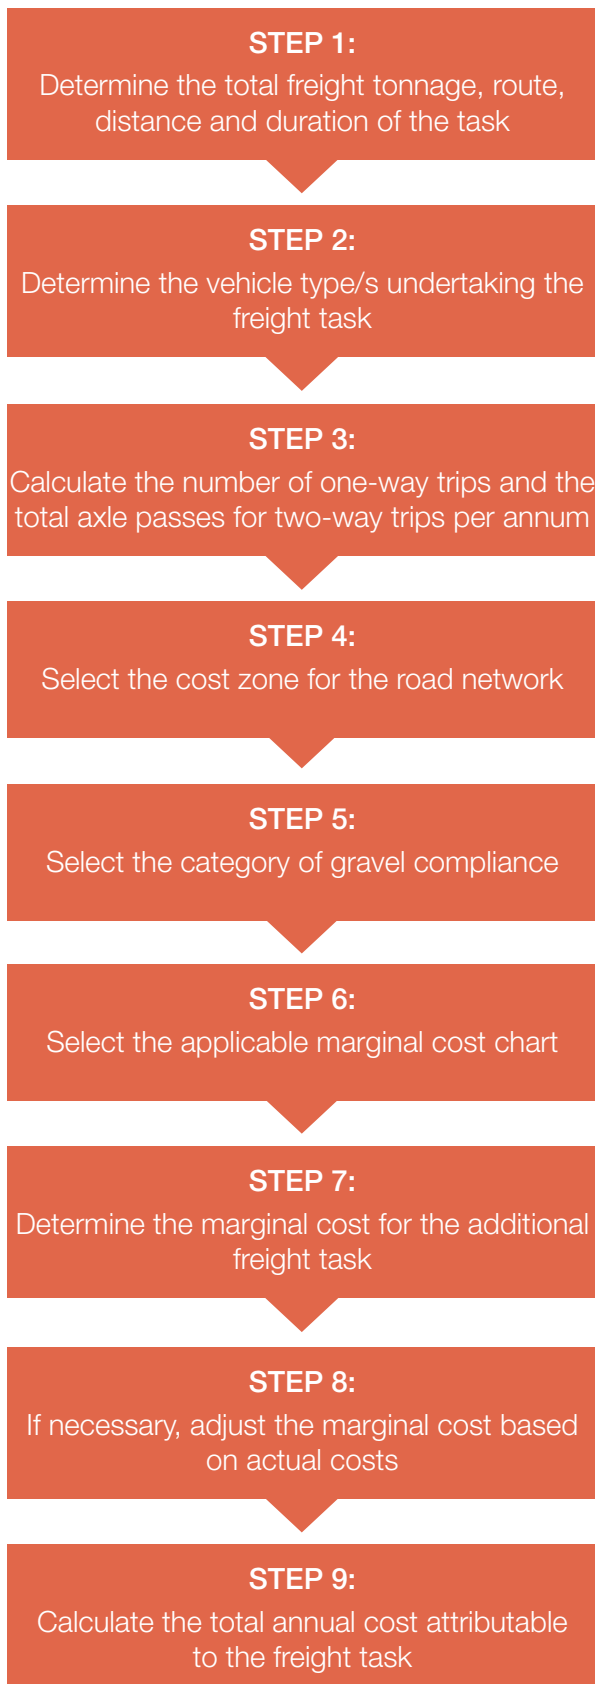 STEP 1:
Determine the total freight tonnage, route,
distance and duration of the task
STEP 2:
Determine the vehicle type/s undertaking the
freight task
STEP 3:
Calculate the number of one-way trips and the
total axle passes for two-way trips per annum
STEP 4:
Select the cost zone for the road network
STEP 5:
Select the category of gravel compliance
STEP 6:
Select the applicable marginal cost chart
STEP 7:
Determine the marginal cost for the additional
freight task
STEP 8:
If necessary, adjust the marginal cost based
on actual costs
STEP 9:
Calculate the total annual cost attributable
to the freight task